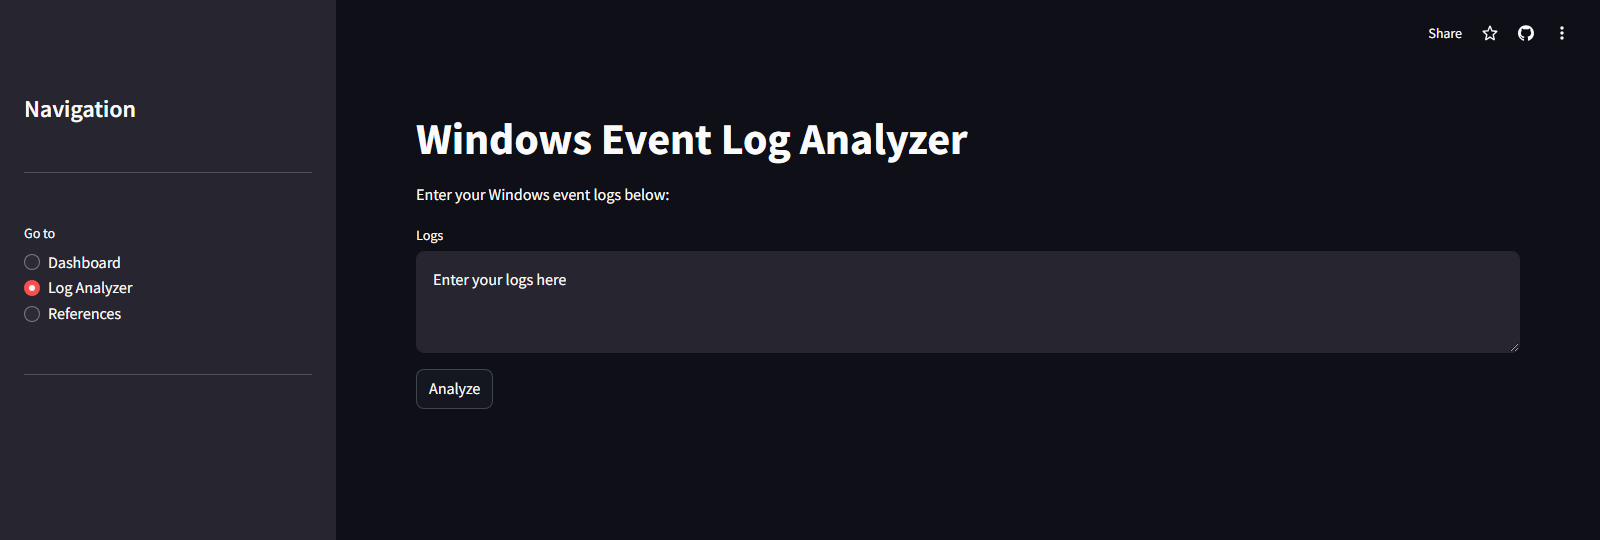 Share
Navigation
Go to
Dashboard
Log Analyzer
References
Windows Event Log Analyzer
Enter your Windows event logs below:
Logs
Enter your logs here
Analyze